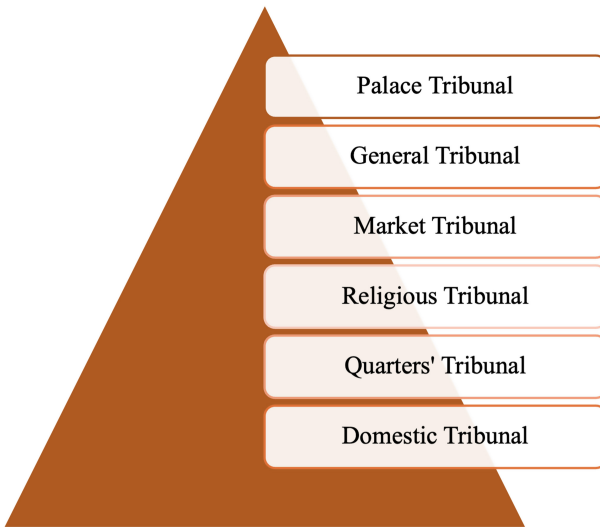 Palace Tribunal
General Tribunal
Market Tribunal
Religious Tribunal
Quarters' Tribunal
Domestic Tribunal